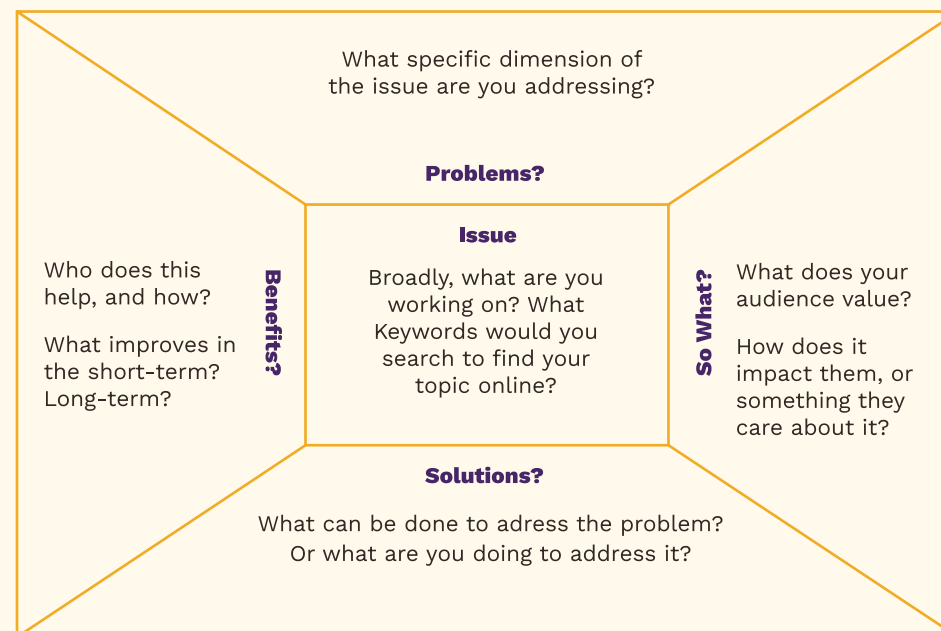 What specific dimension of
the issue are you addressing?
Problems?
Issue
Broadly, what are you
working on? What
Keywords would you
search to find your
topic online?
Benefits?
Who does this
help, and how?
What improves in
the short-term?
Long-term?
So What?
What does your
audience value?
How does it
impact them, or
something they
care about it?
Solutions?
What can be done to adress the problem?
Or what are you doing to address it?